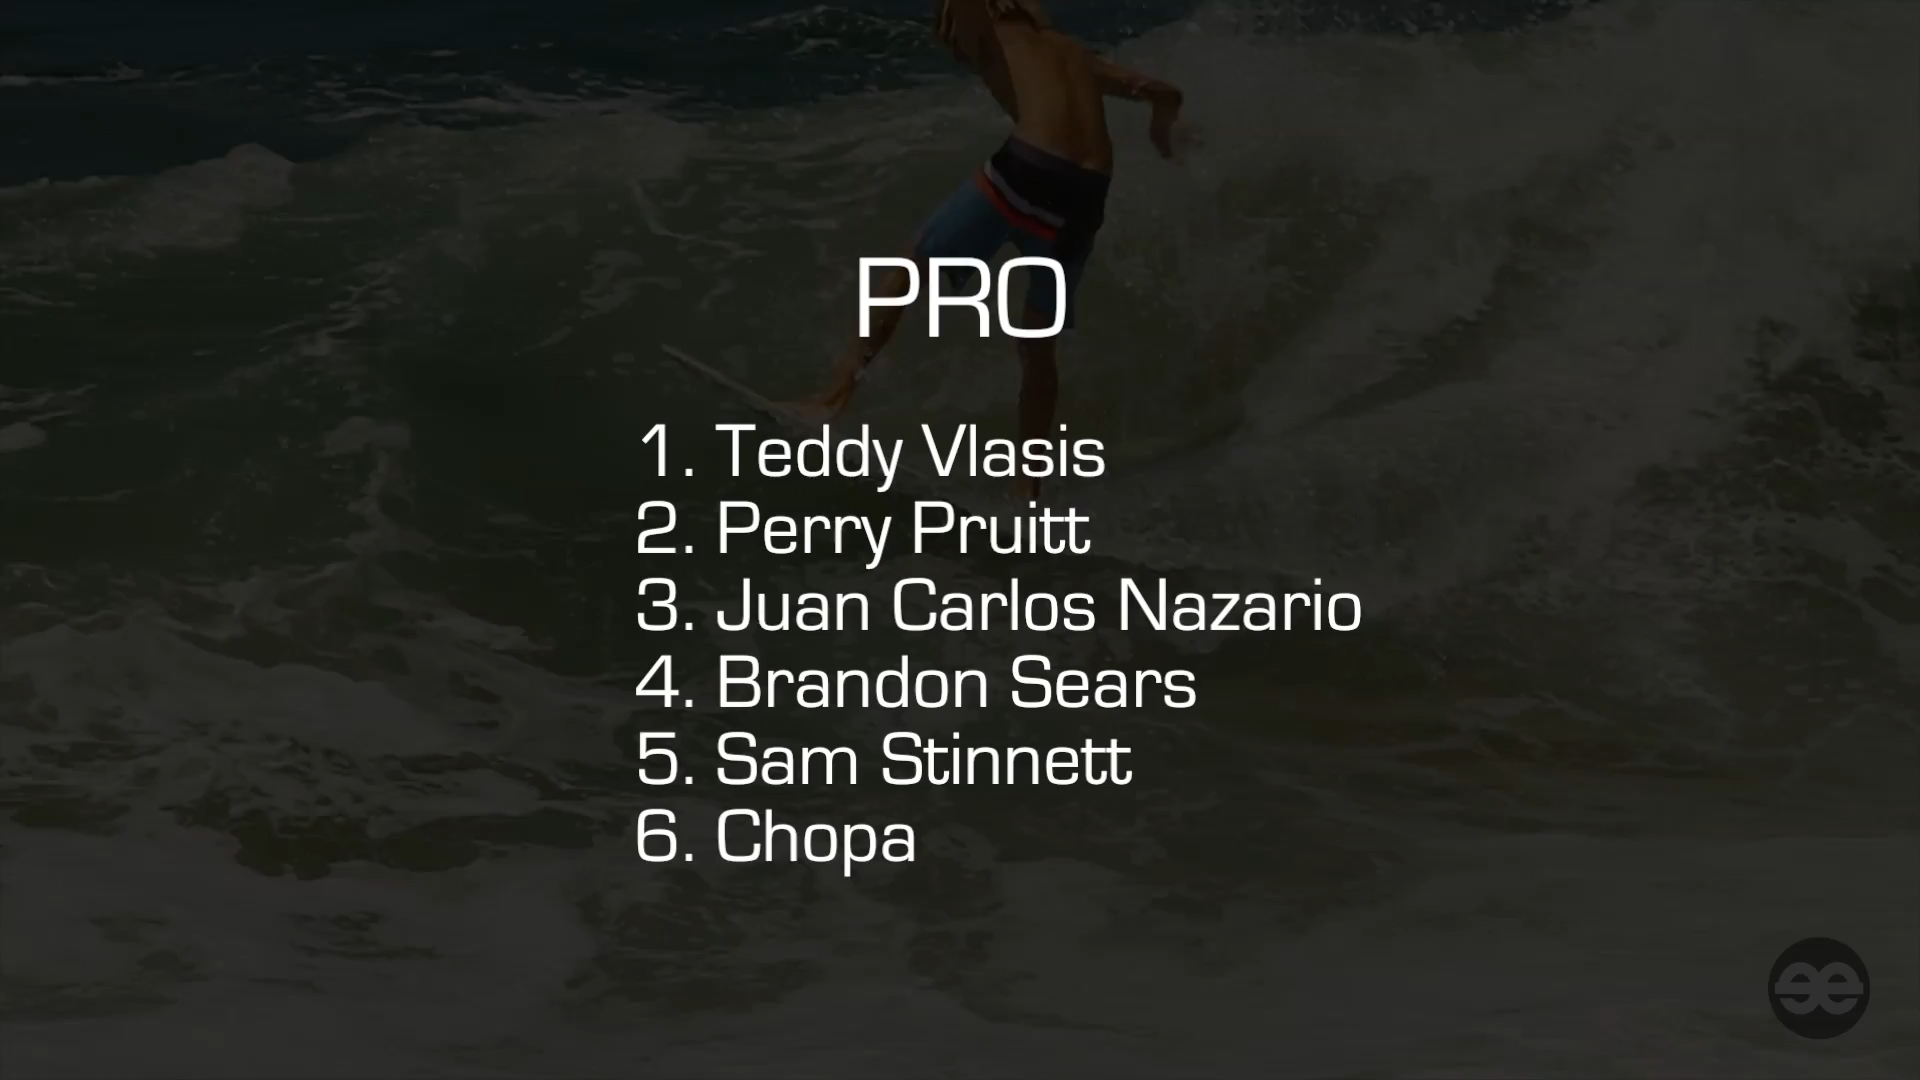 PRO
1. Teddy Vlasis
2. Perry Pruitt
3. Juan Carlos Nazario
4. Brandon Sears
5. Sam Stinnett
6. Chopa